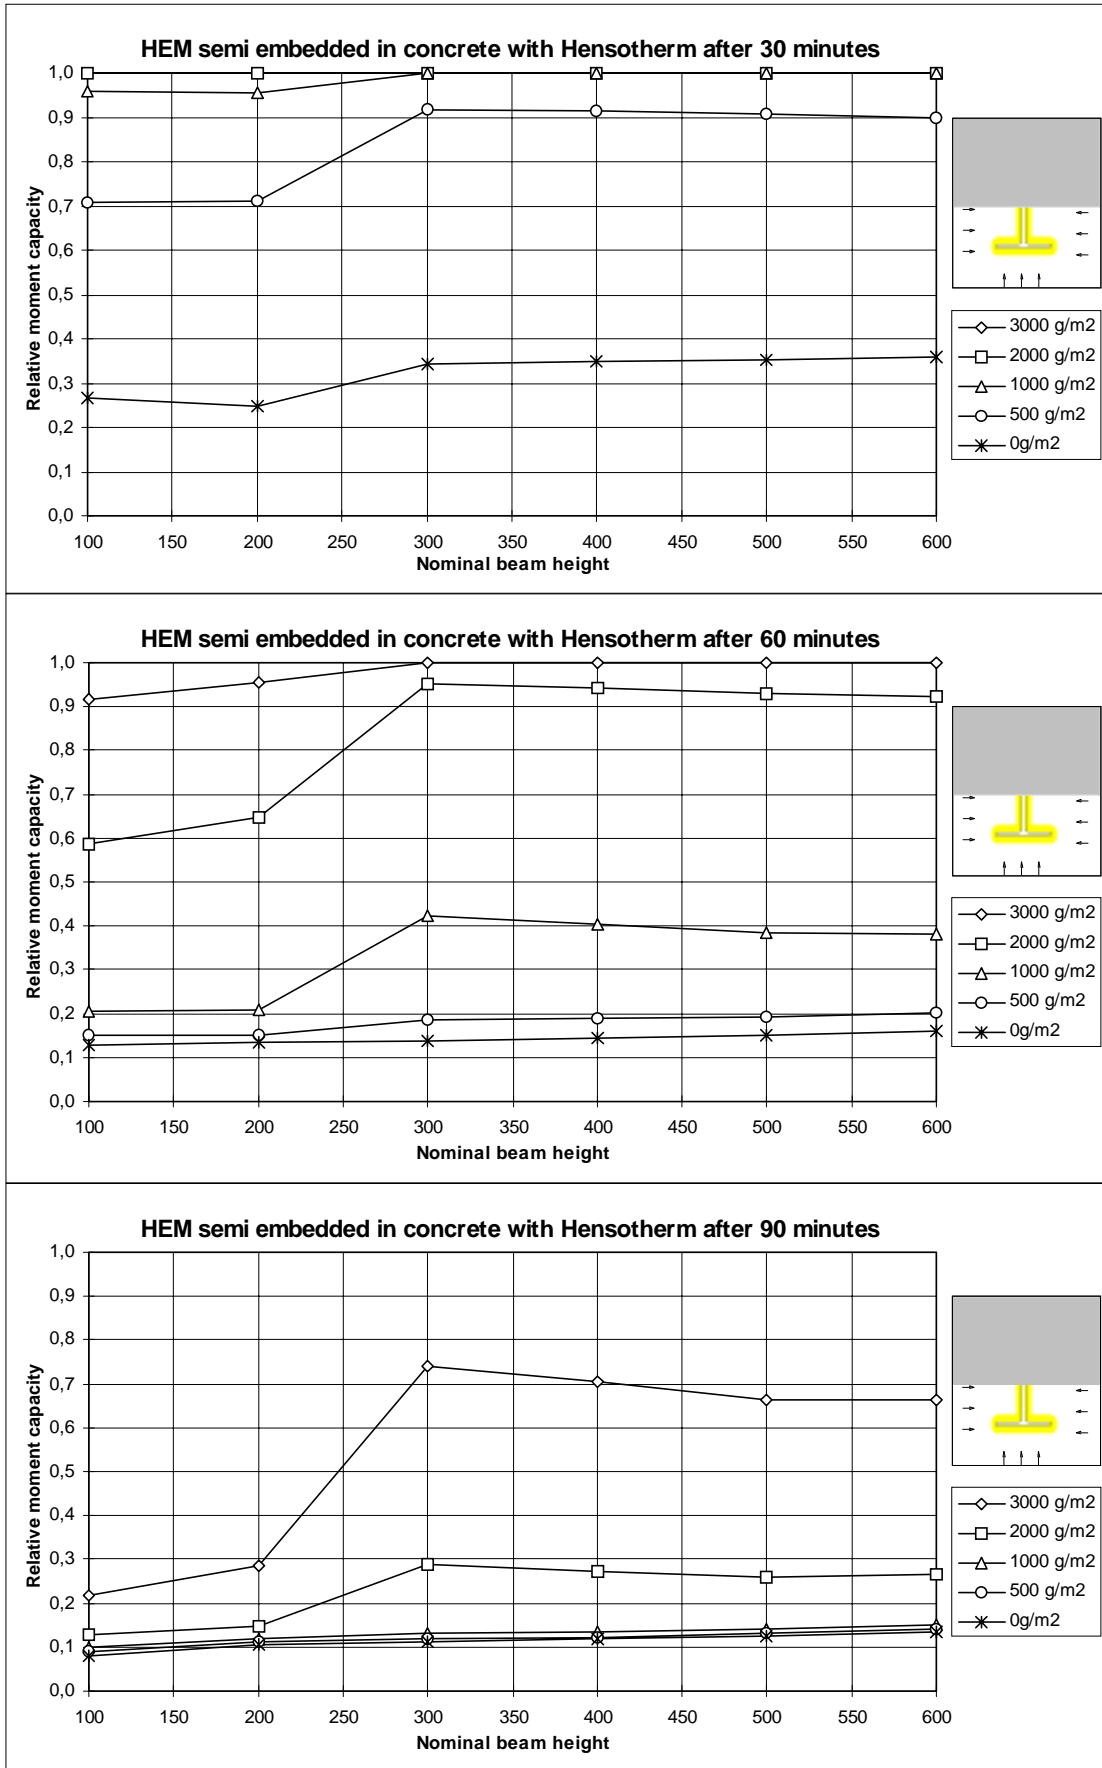 HEM semi embedded in concrete with Hensotherm after 30 minutes
1,0
0,9
0,8
0,7
0,6
0,5
0,4
0,3
0,2
0,1
0,0
Relative moment capacity
100 150 200 250 300 350 400 450 500 550 600
Nominal beam height
3000 g/m2
2000 g/m2
1000 g/m2
500 g/m2
0g/m2
HEM semi embedded in concrete with Hensotherm after 60 minutes
1,0
0,9
0,8
0,7
0,6
0,5
0,4
0,3
0,2
0,1
0,0
Relative moment capacity
100 150 200 250 300 350 400 450 500 550 600
Nominal beam height
3000 g/m2
2000 g/m2
1000 g/m2
500 g/m2
0g/m2
HEM semi embedded in concrete with Hensotherm after 90 minutes
1,0
0,9
0,8
0,7
0,6
0,5
0,4
0,3
0,2
0,1
0,0
Relative moment capacity
100 150 200 250 300 350 400 450 500 550 600
Nominal beam height
3000 g/m2
2000 g/m2
1000 g/m2
500 g/m2
0g/m2